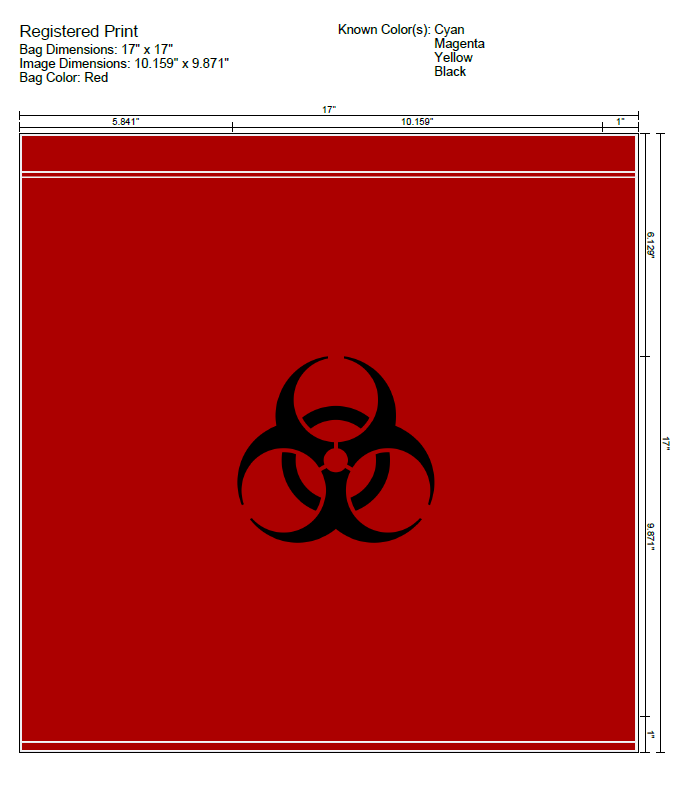 Registered Print
Bag Dimensions: 17" x 17"
Image Dimensions: 10.159" x 9.871"
Bag Color: Red
Known Color(s): Cyan
Magenta
Yellow
Black
17"
5.841"
10.159"
1"
6.129"
17"
9.871"
1"